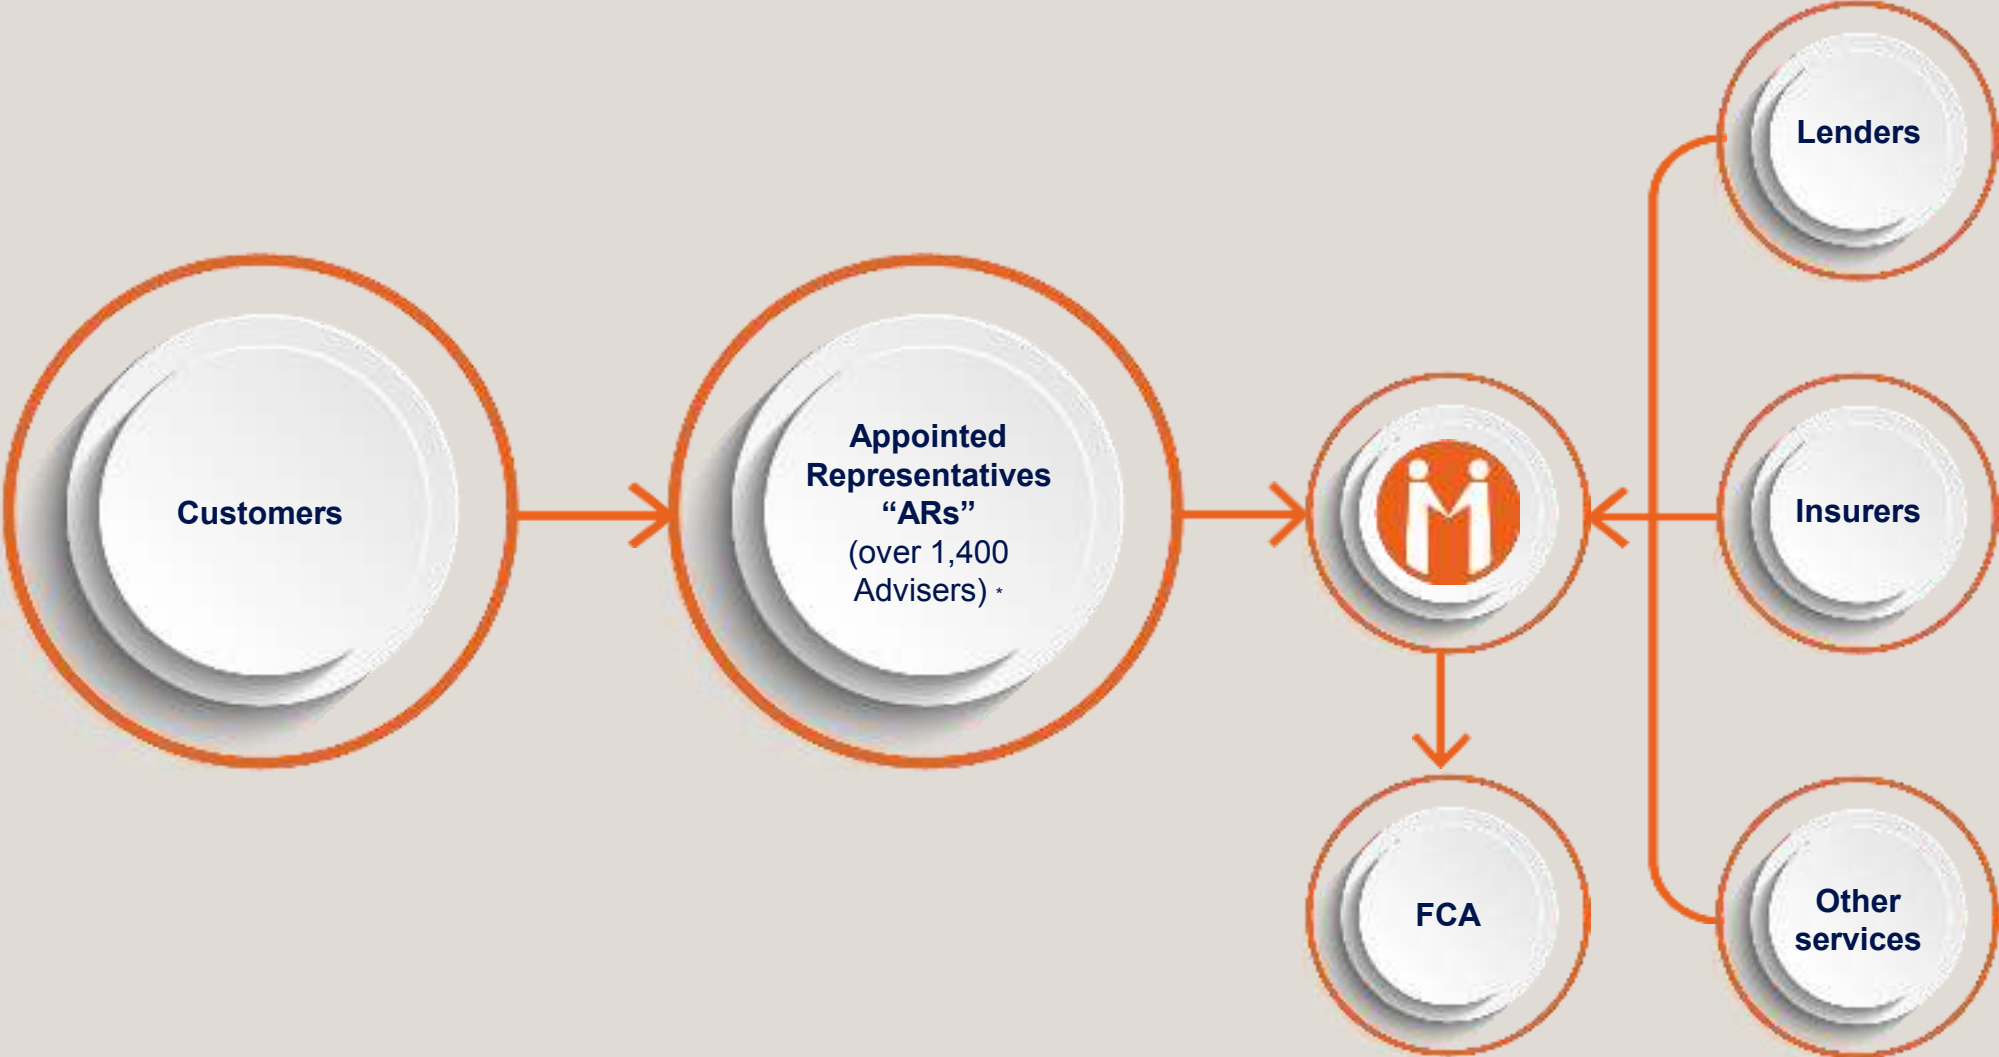 Customers
Appointed
Representatives
“ARs”
(over 1,400
Advisers) *
Lenders
Insurers
FCA
Other
services